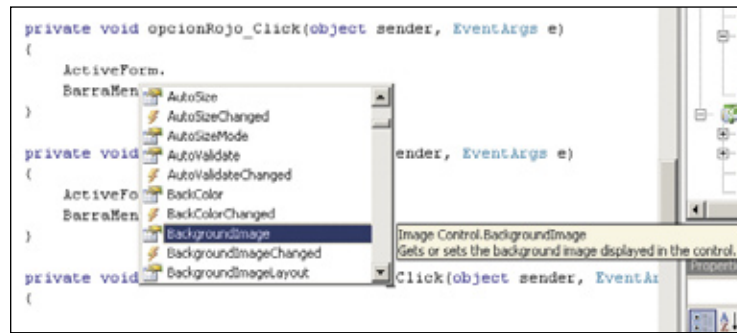 private void opcionRojo_Click(object sender, EventArgs e)
{
ActiveForm.
BarraMen
AutoSize
AutoSizeChanged
AutoSizeMode
AutoValidate
AutoValidateChanged
BackColor
BackColorChanged
BackgroundImage
BackgroundImageChanged
BackgroundImageLayout
}
private void ender, EventArgs e)
{
ActiveFo
BarraMen
}
Image Control.BackgroundImage
Gets or sets the background image displayed in the control.
Properti
private void Click(object sender, EventAr
{